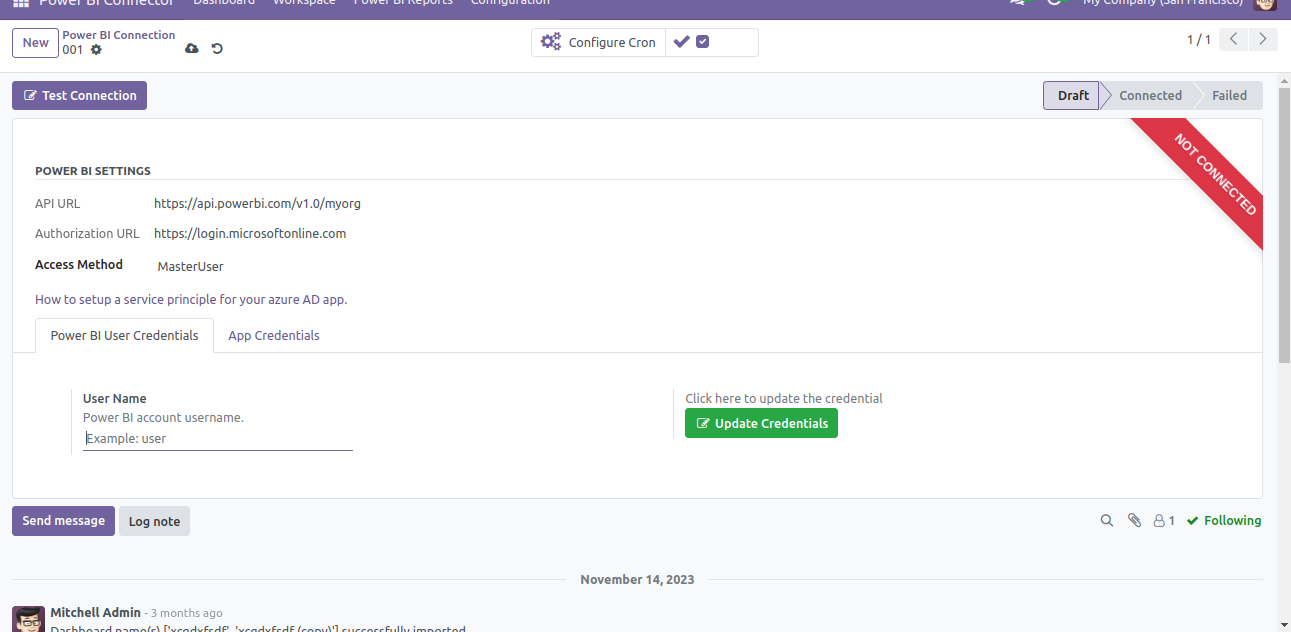 Power BI Connector Dashboard Workspace Power BI Reports Configuration My Company (San Francisco)
New Power BI Connection
001
Configure Cron
1 / 1
Test Connection
Draft Connected Failed
NOT CONNECTED
POWER BI SETTINGS
API URL https://api.powerbi.com/v1.0/myorg
Authorization URL https://login.microsoftonline.com
Access Method MasterUser
How to setup a service principle for your azure AD app.
Power BI User Credentials App Credentials
User Name
Power BI account username.
Example: user
Click here to update the credential
Update Credentials
Send message Log note
1 Following
November 14, 2023
Mitchell Admin - 3 months ago
Dashboard name(s) ['xcgdxfsdf', 'xcgdxfsdf (copy)'] successfully imported